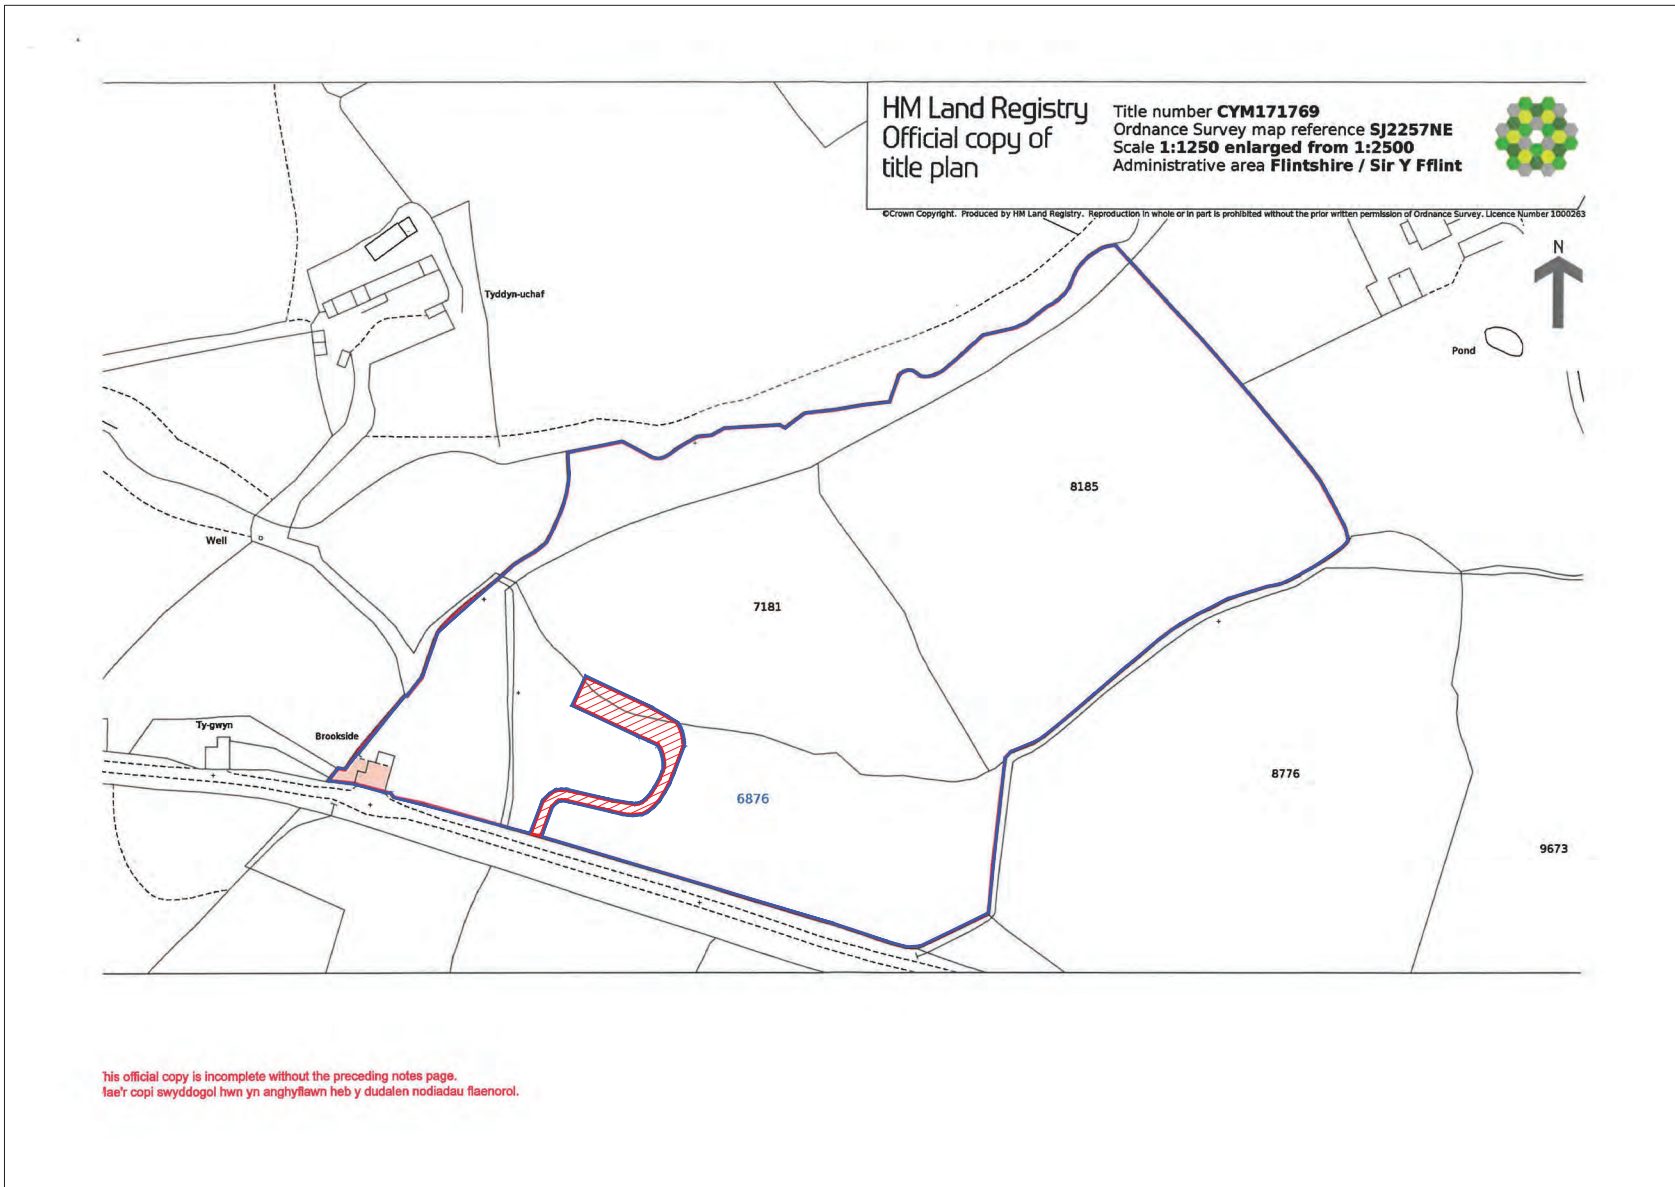 HM Land Registry
Official copy of
title plan
Title number CYM171769
Ordnance Survey map reference SJ2257NE
Scale 1:1250 enlarged from 1:2500
Administrative area Flintshire / Sir Y Fflint
©Crown Copyright. Produced by HM Land Registry. Reproduction in whole or in part is prohibited without the prior written permission of Ordnance Survey. Licence Number 1000263
N
Tyddyn-uchaf
Pond
8185
Well
7181
Ty-gwyn
Brookside
8776
6876
9673
his official copy is incomplete without the preceding notes page.
lae'r copi swyddogol hwn yn anghyflawn heb y dudalen nodiadau flaenorol.